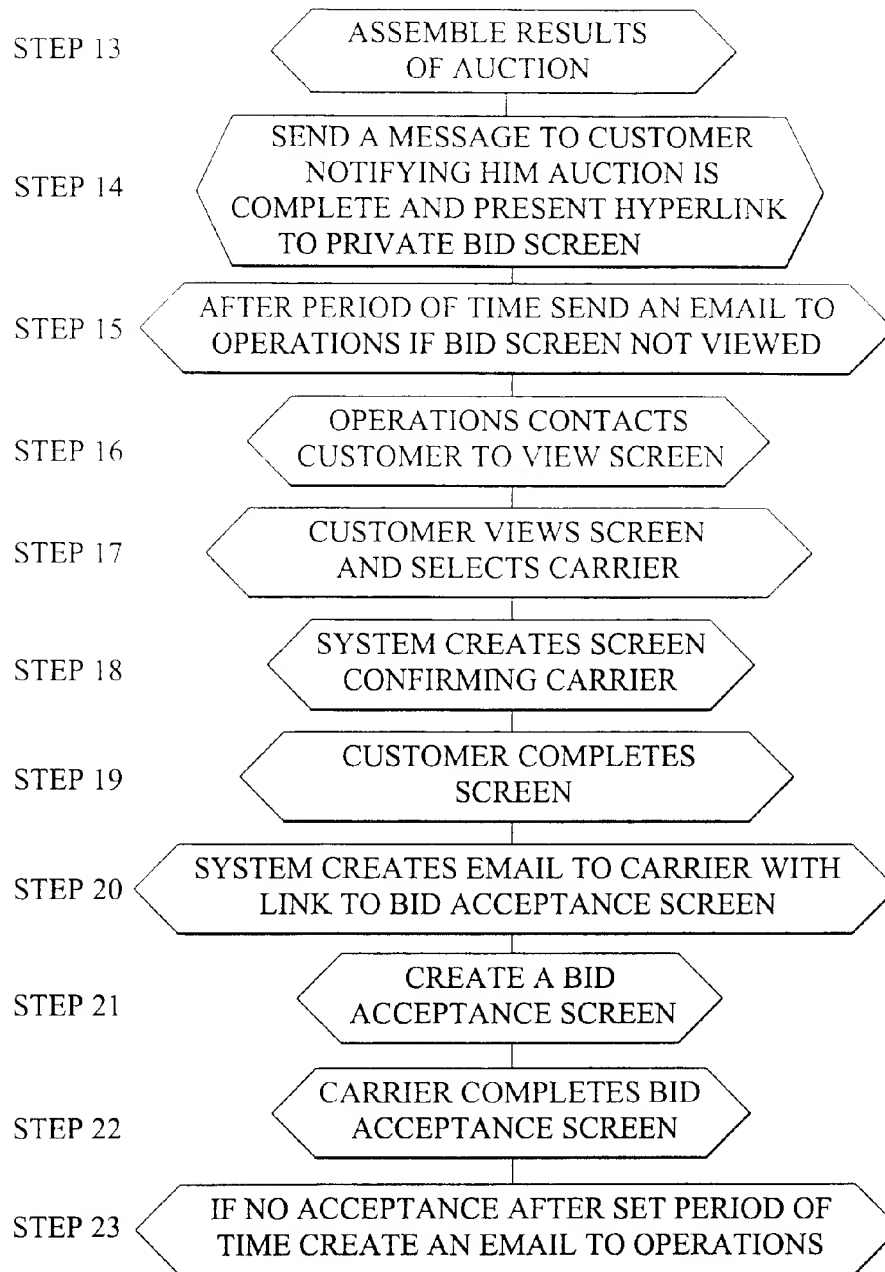 STEP 13
ASSEMBLE RESULTS
OF AUCTION
STEP 14
SEND A MESSAGE TO CUSTOMER
NOTIFYING HIM AUCTION IS
COMPLETE AND PRESENT HYPERLINK
TO PRIVATE BID SCREEN
STEP 15
AFTER PERIOD OF TIME SEND AN EMAIL TO
OPERATIONS IF BID SCREEN NOT VIEWED
STEP 16
OPERATIONS CONTACTS
CUSTOMER TO VIEW SCREEN
STEP 17
CUSTOMER VIEWS SCREEN
AND SELECTS CARRIER
STEP 18
SYSTEM CREATES SCREEN
CONFIRMING CARRIER
STEP 19
CUSTOMER COMPLETES
SCREEN
STEP 20
SYSTEM CREATES EMAIL TO CARRIER WITH
LINK TO BID ACCEPTANCE SCREEN
STEP 21
CREATE A BID
ACCEPTANCE SCREEN
STEP 22
CARRIER COMPLETES BID
ACCEPTANCE SCREEN
STEP 23
IF NO ACCEPTANCE AFTER SET PERIOD OF
TIME CREATE AN EMAIL TO OPERATIONS